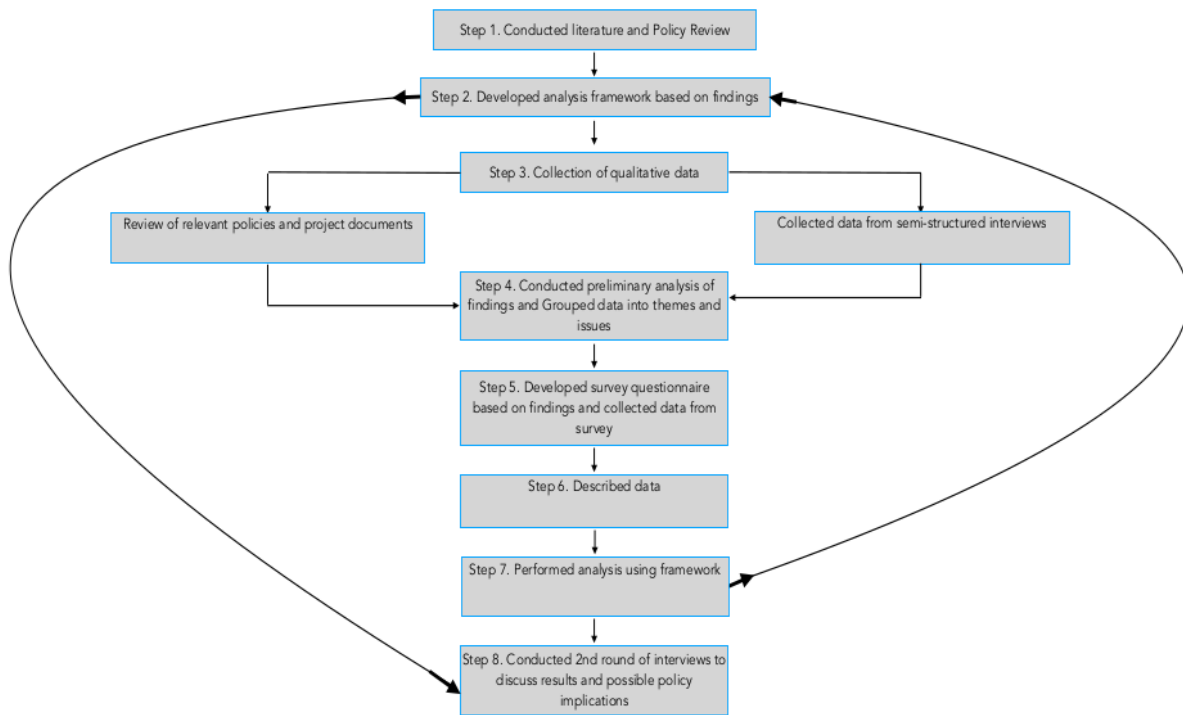 Step 1. Conducted literature and Policy Review
Step 2. Developed analysis framework based on findings
Step 3. Collection of qualitative data
Review of relevant policies and project documents
Collected data from semi-structured interviews
Step 4. Conducted preliminary analysis of
findings and Grouped data into themes and
issues
Step 5. Developed survey questionnaire
based on findings and collected data from
survey
Step 6. Described data
Step 7. Performed analysis using framework
Step 8. Conducted 2nd round of interviews to
discuss results and possible policy
implications